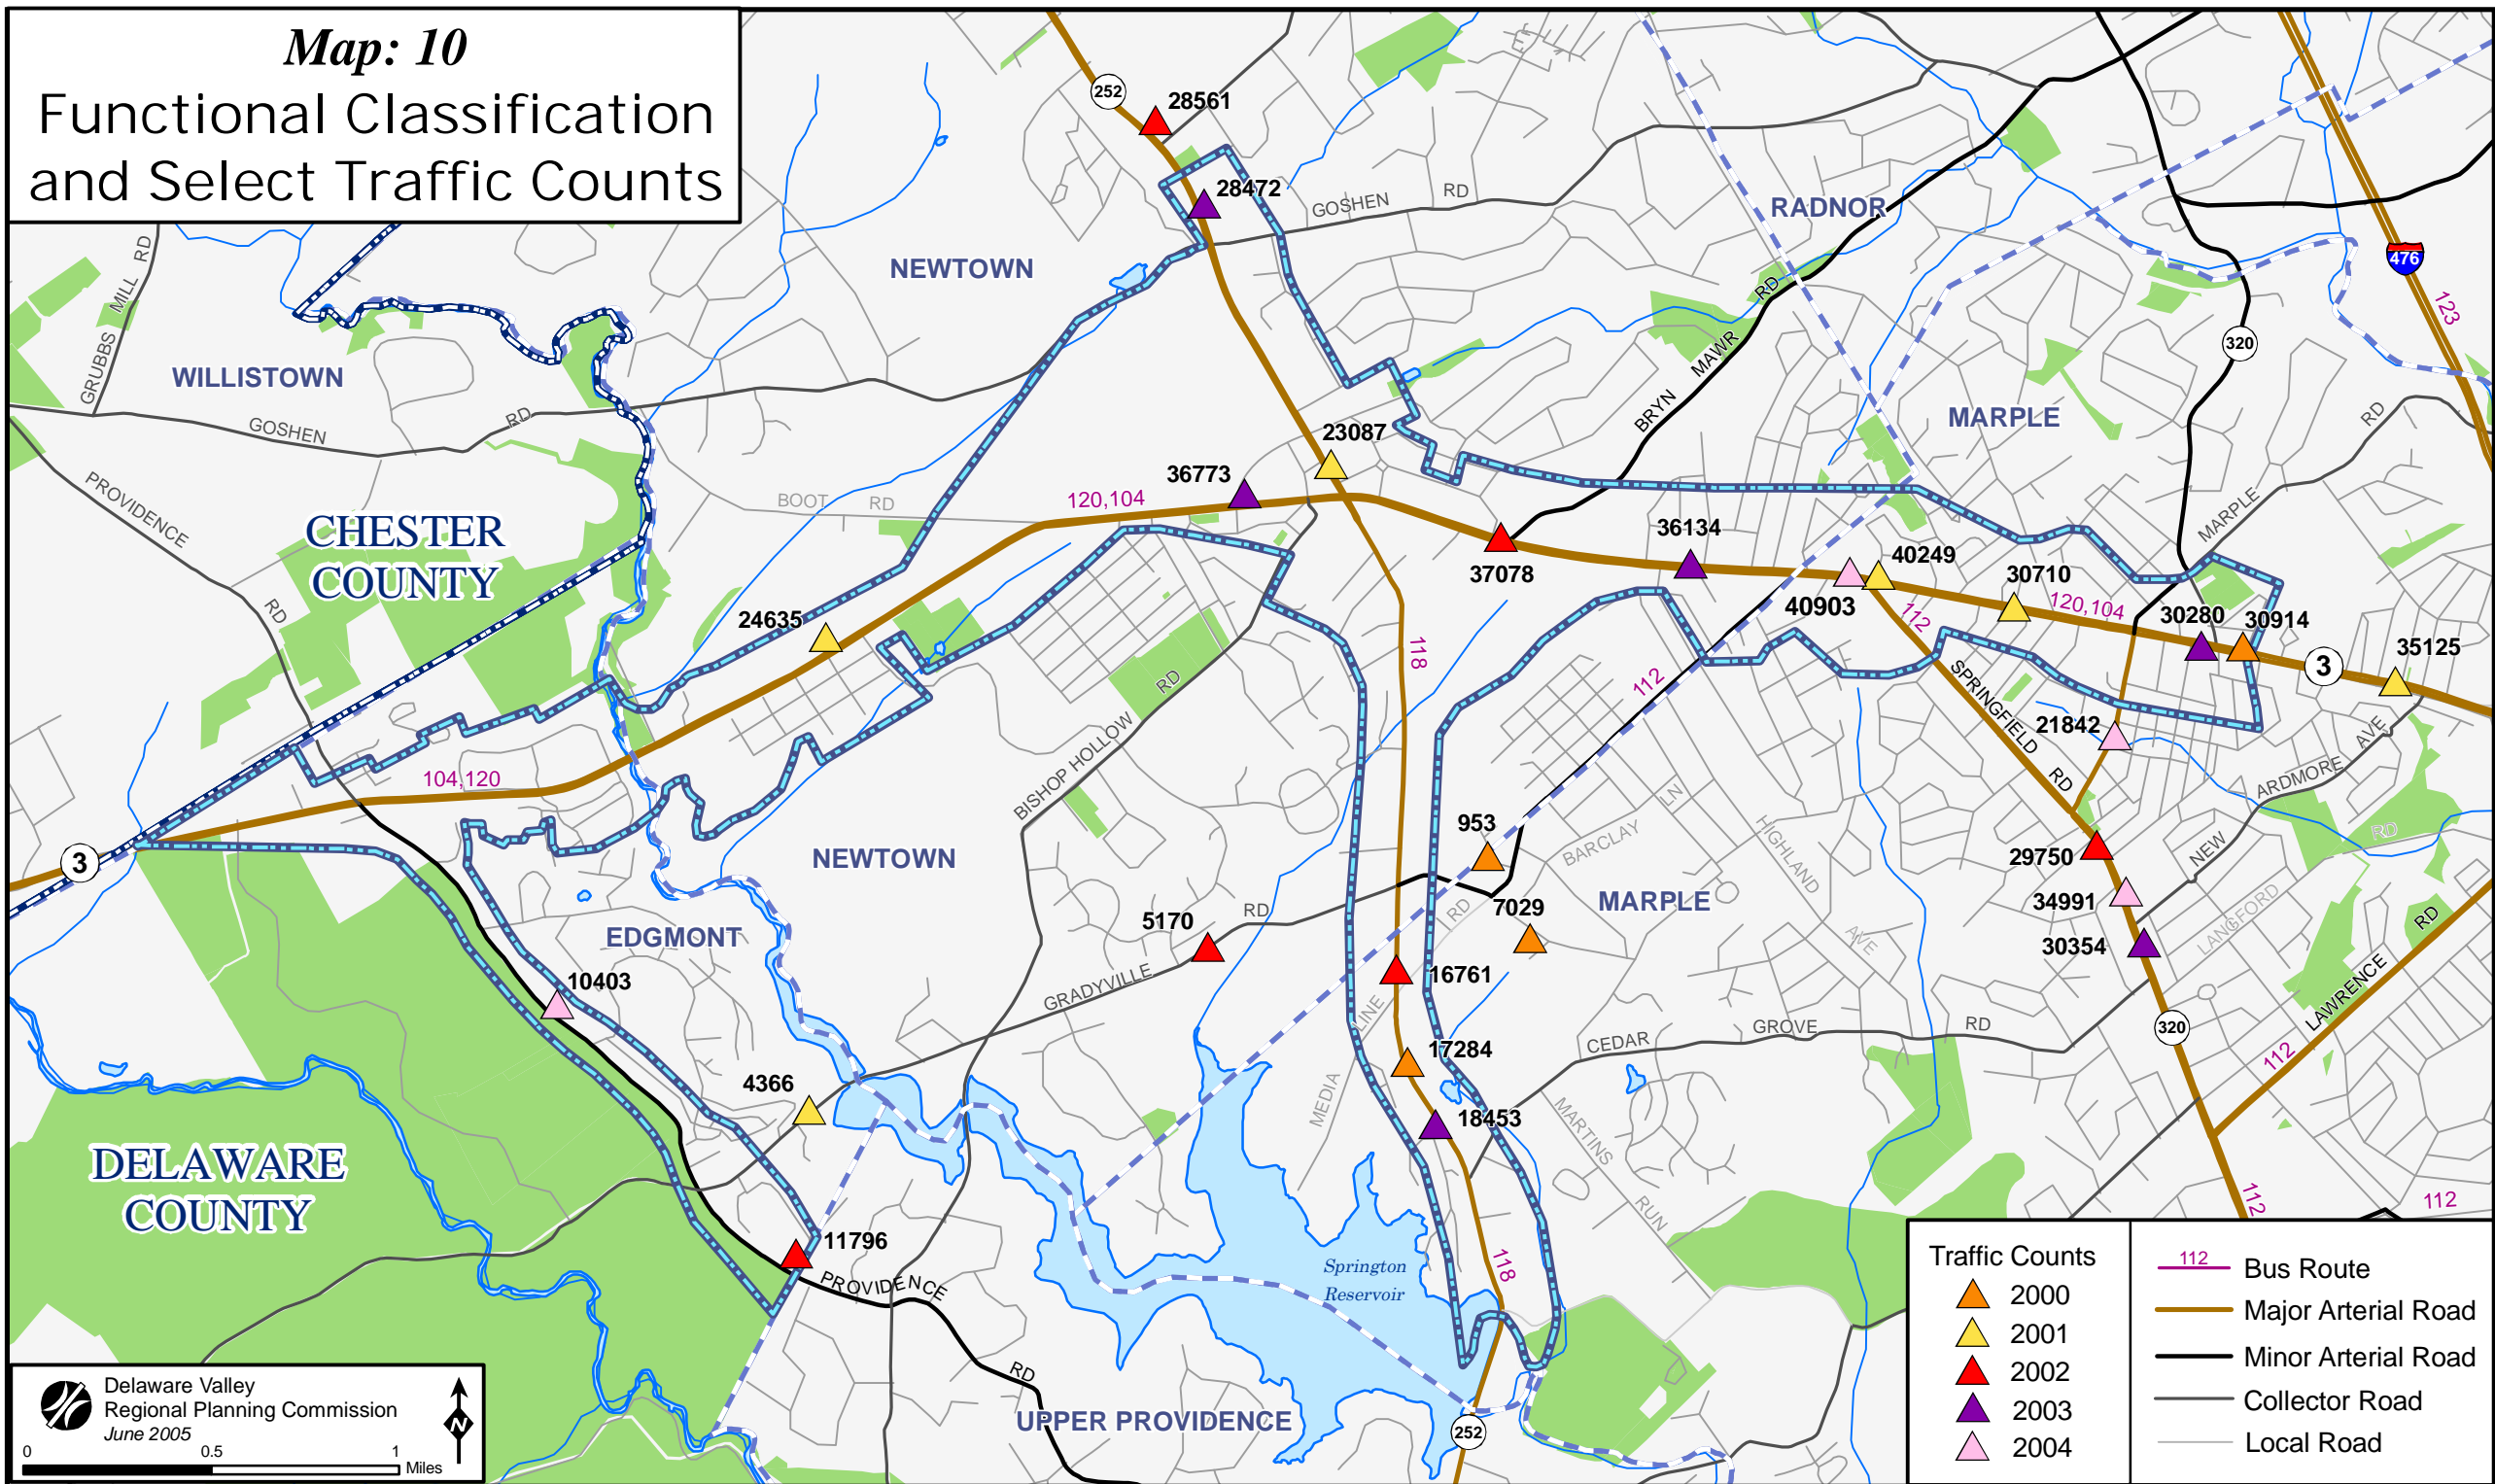 Map: 10
Functional Classification
and Select Traffic Counts
252
28561
28472
GOSHEN
RD
RADNOR
NEWTOWN
476
123
GRUBBS
MILL
RD
WILLISTOWN
RD
MAWR
BRYN
320
MARPLE
GOSHEN
RD
RD
MARPLE
23087
36773
120,104
BOOT
RD
PROVIDENCE
RD
CHESTER
COUNTY
36134
37078
40249
40903
30710
120,104
30280
30914
35125
3
24635
118
112
112
SPRINGFIELD
RD
21842
RD
BISHOP HOLLOW
104,120
3
AVE
ARDMORE
NEW
RD
953
BARCLAY
LN
HIGHLAND
AVE
29750
34991
30354
LANGFORD
RD
LAWRENCE
NEWTOWN
MARPLE
7029
RD
5170
RD
EDGMONT
GRADYVILLE
16761
10403
LINE
MEDIA
17284
CEDAR
GROVE
RD
320
112
4366
18453
MARTINS
RUN
DELAWARE
COUNTY
11796
PROVIDENCE
RD
Springton
Reservoir
118
112
112
UPPER PROVIDENCE
252
Delaware Valley
Regional Planning Commission
June 2005
0 0.5 1
Miles
N
Traffic Counts
2000
2001
2002
2003
2004
112 Bus Route
Major Arterial Road
Minor Arterial Road
Collector Road
Local Road